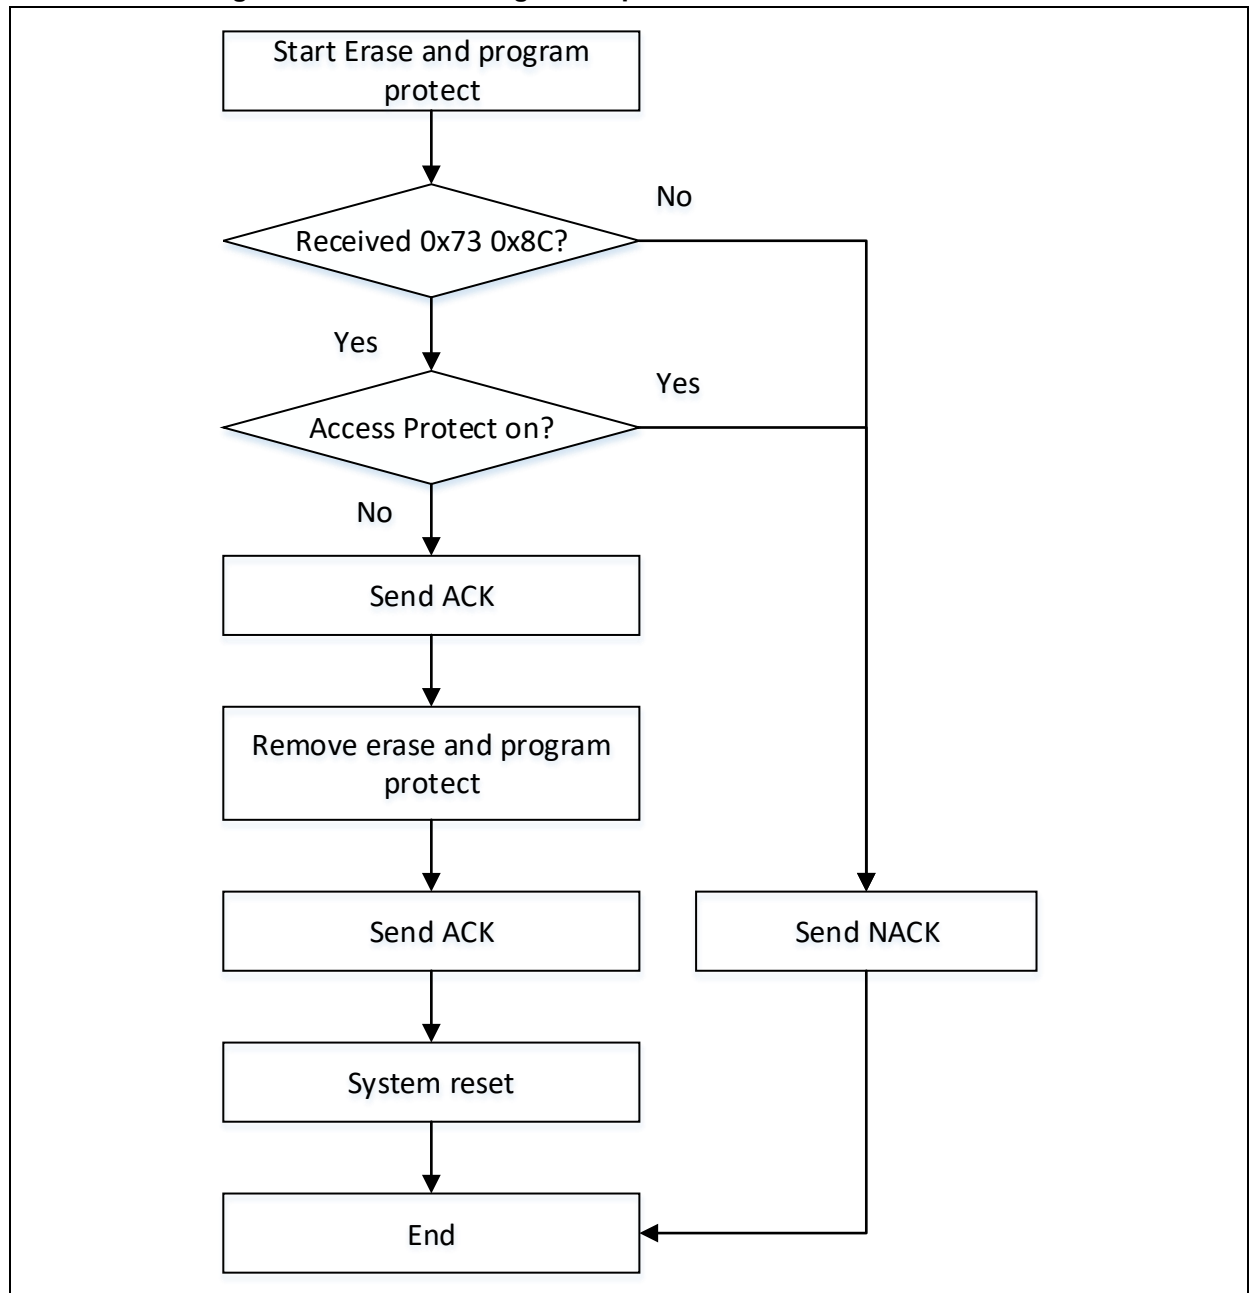 Start Erase and program
protect
No
Received 0x73 0x8C?
Yes
Yes
Access Protect on?
No
Send ACK
Remove erase and program
protect
Send ACK
Send NACK
System reset
End